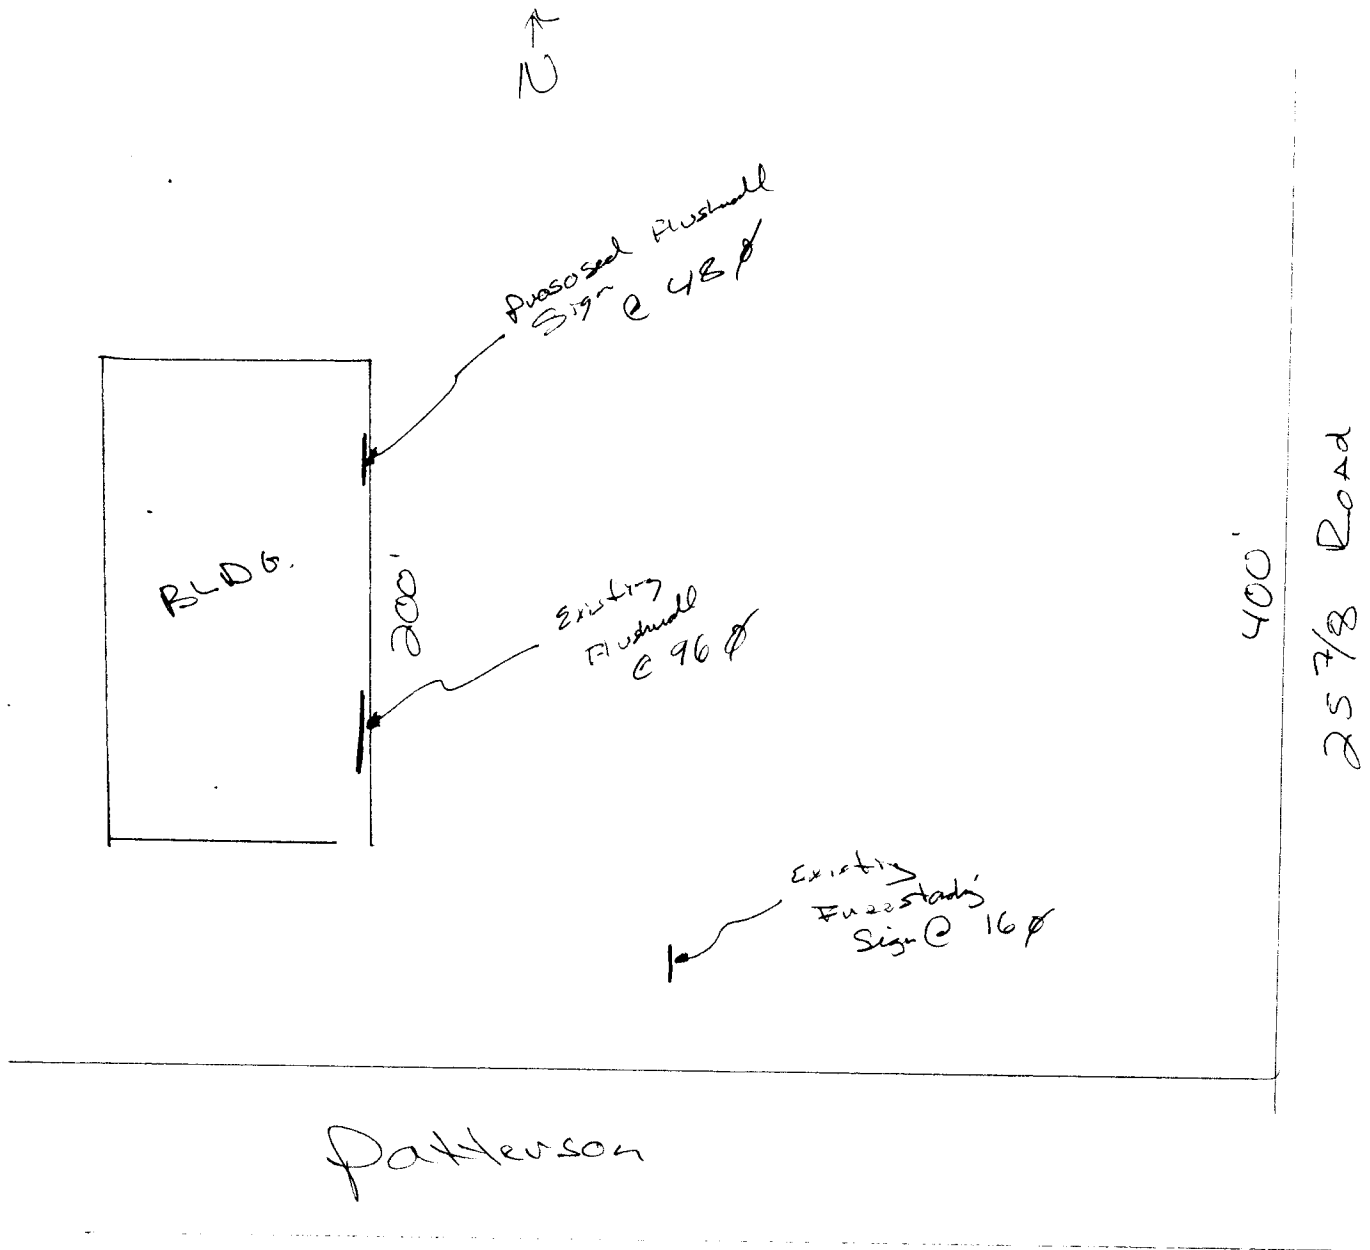 N
Proposed Flushwall
Sign @ 48 ⌀
BLDG.
200'
Existing
Flushwall
@ 96 ⌀
400'
25 7/8 Road
Existing
Freestanding
Sign @ 16 ⌀
Patterson